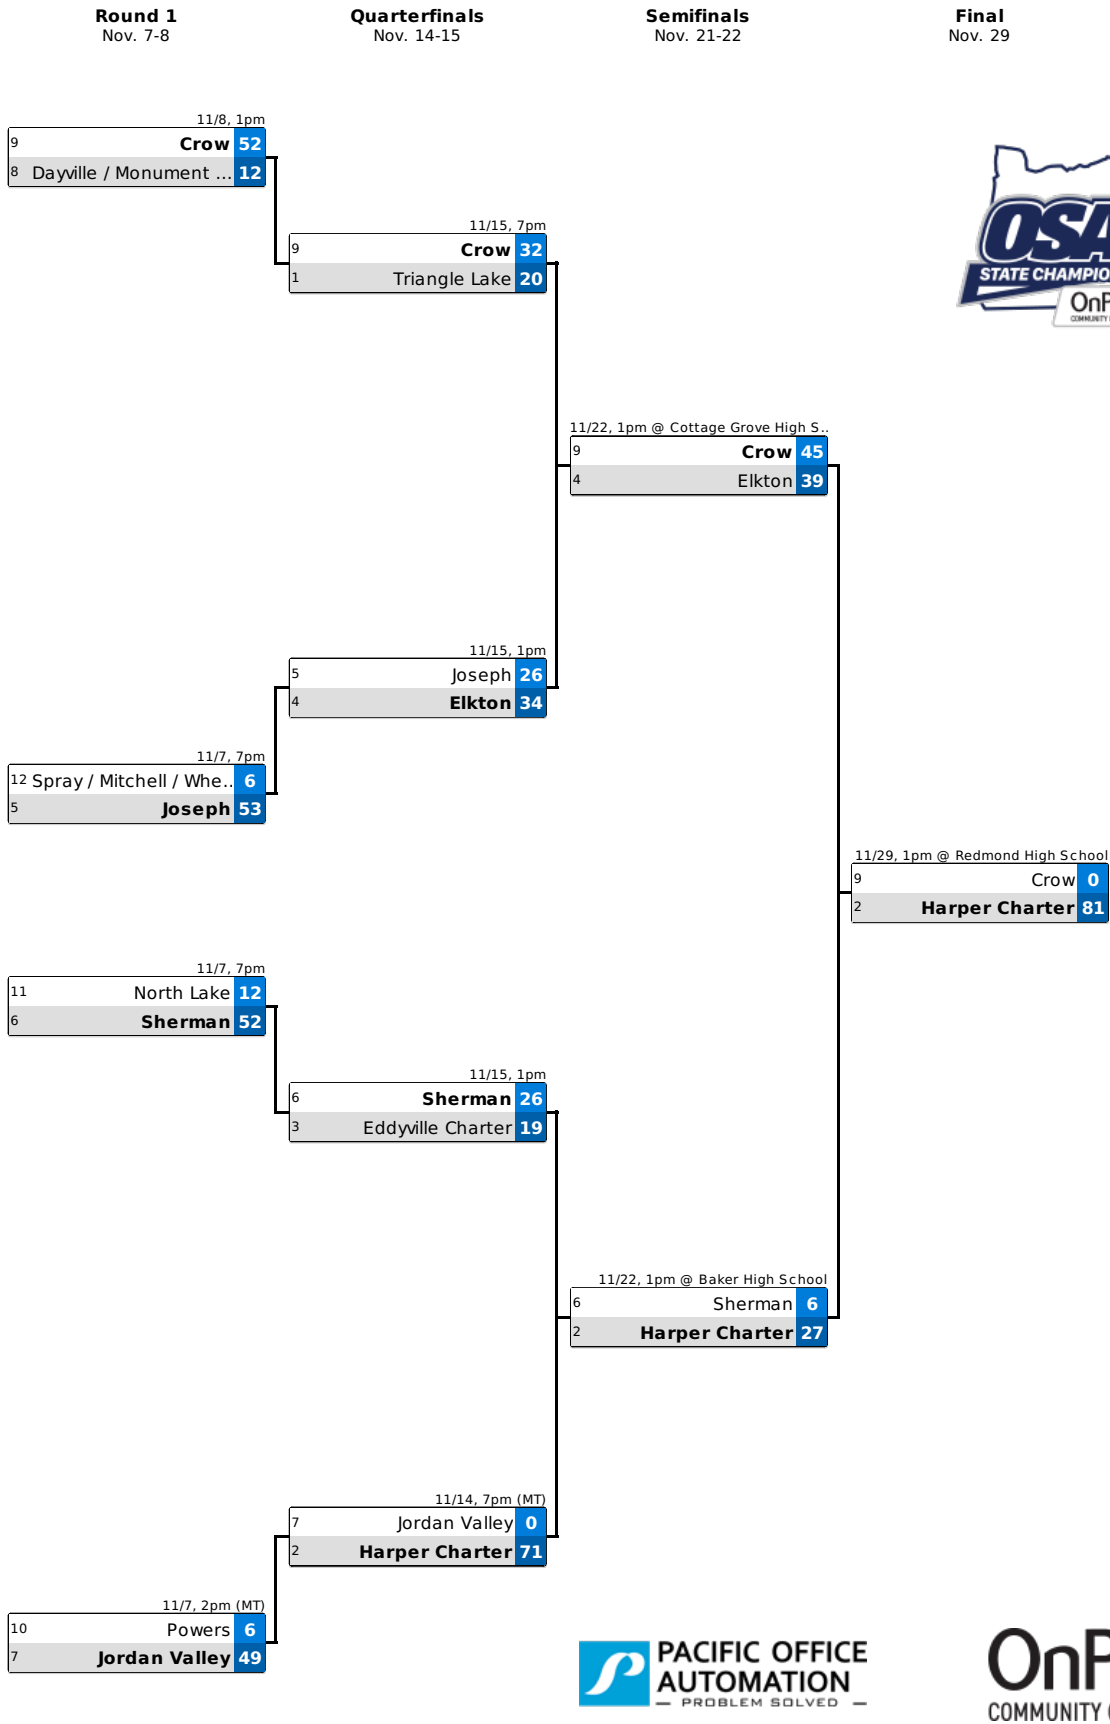 Round 1
Nov. 7-8
Quarterfinals
Nov. 14-15
Semifinals
Nov. 21-22
Final
Nov. 29
11/8, 1pm
9 Crow 52
8 Dayville / Monument ... 12
11/15, 7pm
9 Crow 32
1 Triangle Lake 20
11/22, 1pm @ Cottage Grove High S..
9 Crow 45
4 Elkton 39
11/15, 1pm
5 Joseph 26
4 Elkton 34
11/7, 7pm
12 Spray / Mitchell / Whe.. 6
5 Joseph 53
11/29, 1pm @ Redmond High School
9 Crow 0
2 Harper Charter 81
11/7, 7pm
11 North Lake 12
6 Sherman 52
11/15, 1pm
6 Sherman 26
3 Eddyville Charter 19
11/22, 1pm @ Baker High School
6 Sherman 6
2 Harper Charter 27
11/14, 7pm (MT)
7 Jordan Valley 0
2 Harper Charter 71
11/7, 2pm (MT)
10 Powers 6
7 Jordan Valley 49
OSA
STATE CHAMPIO
OnP
COMMUNITY
PACIFIC OFFICE
AUTOMATION
— PROBLEM SOLVED —
OnP
COMMUNITY